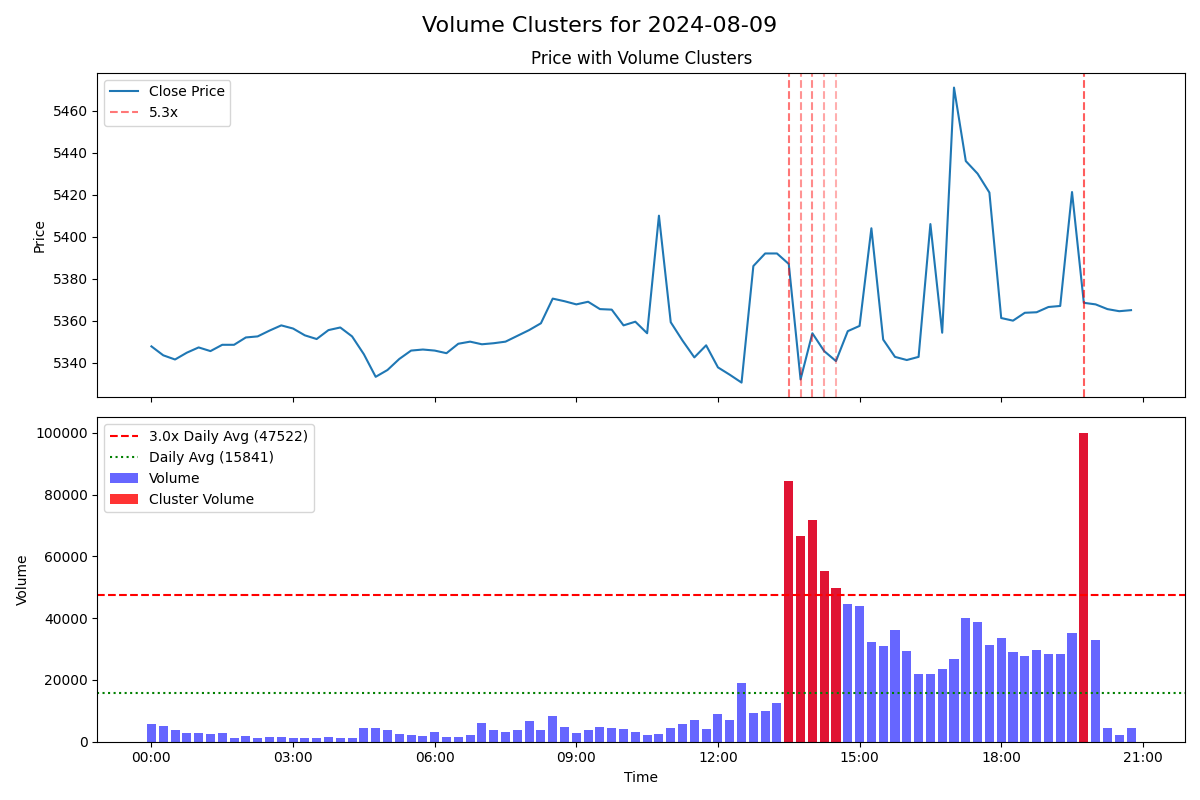 Volume Clusters for 2024-08-09
Price with Volume Clusters
Close Price
5.3x
5460
5440
5420
5400
5380
5360
5340
Price
3.0x Daily Avg (47522)
Daily Avg (15841)
Volume
Cluster Volume
100000
80000
60000
40000
20000
0
Volume
00:00 03:00 06:00 09:00 12:00 15:00 18:00 21:00
Time